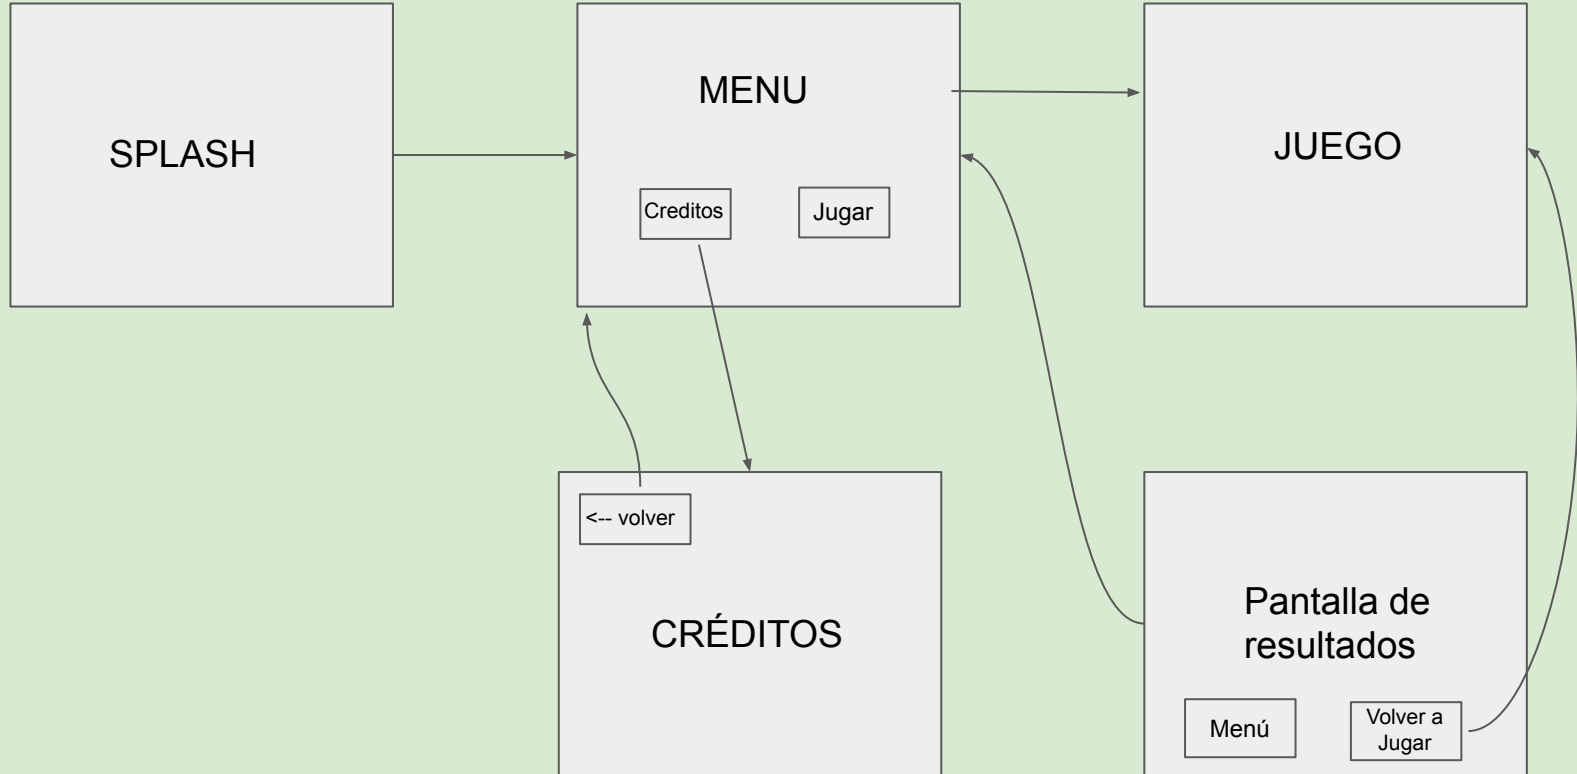 SPLASH
MENU
Creditos
Jugar
JUEGO
<-- volver
CRÉDITOS
Pantalla de
resultados
Menú
Volver a
Jugar